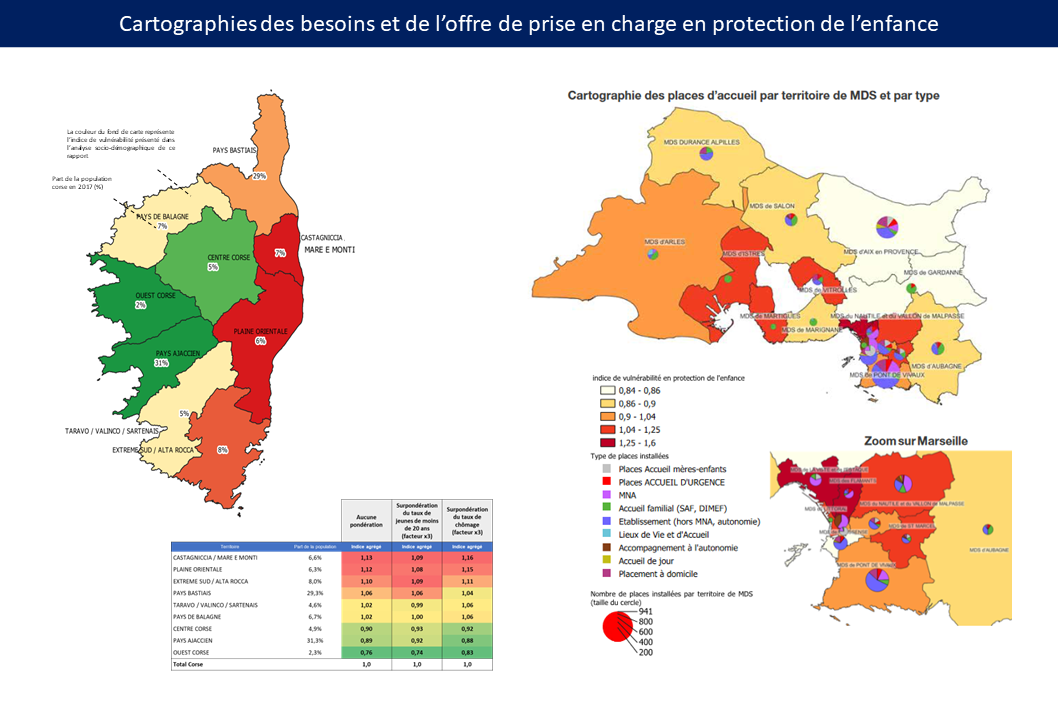 Cartographies des besoins et de l'offre de prise en charge en protection de l'enfance
La couleur du fond de carte représente
l'indice de vulnérabilité présenté dans
l'analyse socio-démographique de ce
rapport
Part de la population
corse en 2017 (%)
PAYS BASTIAIS
29%
PAYS DE BALAGNE
7%
CASTAGNICCIA
MARE E MONTI
7%
CENTRE CORSE
5%
OUEST CORSE
2%
PLAINE ORIENTALE
6%
PAYS AJACCIEN
31%
5%
TARAVO / VALINCO / SARTENAIS
EXTREME SUD / ALTA ROCCA
8%
Aucune
pondération
Surpondération
du taux de
jeunes de moins
de 20 ans
(facteur x3)
Surpondération
du taux de
chômage
(facteur x3)
Territoire Part de la population Indice agrégé Indice agrégé Indice agrégé
CASTAGNICCIA / MARE E MONTI 6,6% 1,13 1,09 1,16
PLAINE ORIENTALE 6,3% 1,12 1,08 1,15
EXTREME SUD / ALTA ROCCA 8,0% 1,10 1,09 1,11
PAYS BASTIAIS 29,3% 1,06 1,06 1,04
TARAVO / VALINCO / SARTENAIS 4,6% 1,02 0,99 1,06
PAYS DE BALAGNE 6,7% 1,02 1,00 1,06
CENTRE CORSE 4,9% 0,90 0,93 0,92
PAYS AJACCIEN 31,3% 0,89 0,92 0,88
OUEST CORSE 2,3% 0,76 0,74 0,83
Total Corse 1,0 1,0 1,0
Cartographie des places d'accueil par territoire de MDS et par type
MDS DURANCE ALPILLES
MDS de SALON
MDS d'ARLES
MDS d'ISTRES
MDS d'AIX en PROVENCE
MDS de GARDANNE
MDS de VITROLLES
MDS de MARTIGUES
MDS de MARIGNANE
MDS du NAUTILE et du VALLON de MALPASSE
MDS d'AUBAGNE
MDS de PONT DE VIVAUX
indice de vulnérabilité en protection de l'enfance
0,84 - 0,86
0,86 - 0,9
0,9 - 1,04
1,04 - 1,25
1,25 - 1,6
Type de places installées
Places Accueil mères-enfants
Places ACCUEIL D'URGENCE
MNA
Accueil familial (SAF, DIMEF)
Etablissement (hors MNA, autonomie)
Lieux de Vie et d'Accueil
Accompagnement à l'autonomie
Accueil de jour
Placement à domicile
Nombre de places installées par territoire de MDS
(taille du cercle)
941
800
600
400
200
Zoom sur Marseille
MDS du NAUTILE et du VALLON de MALPASSE
MDS d'AUBAGNE
MDS de PONT DE VIVAUX